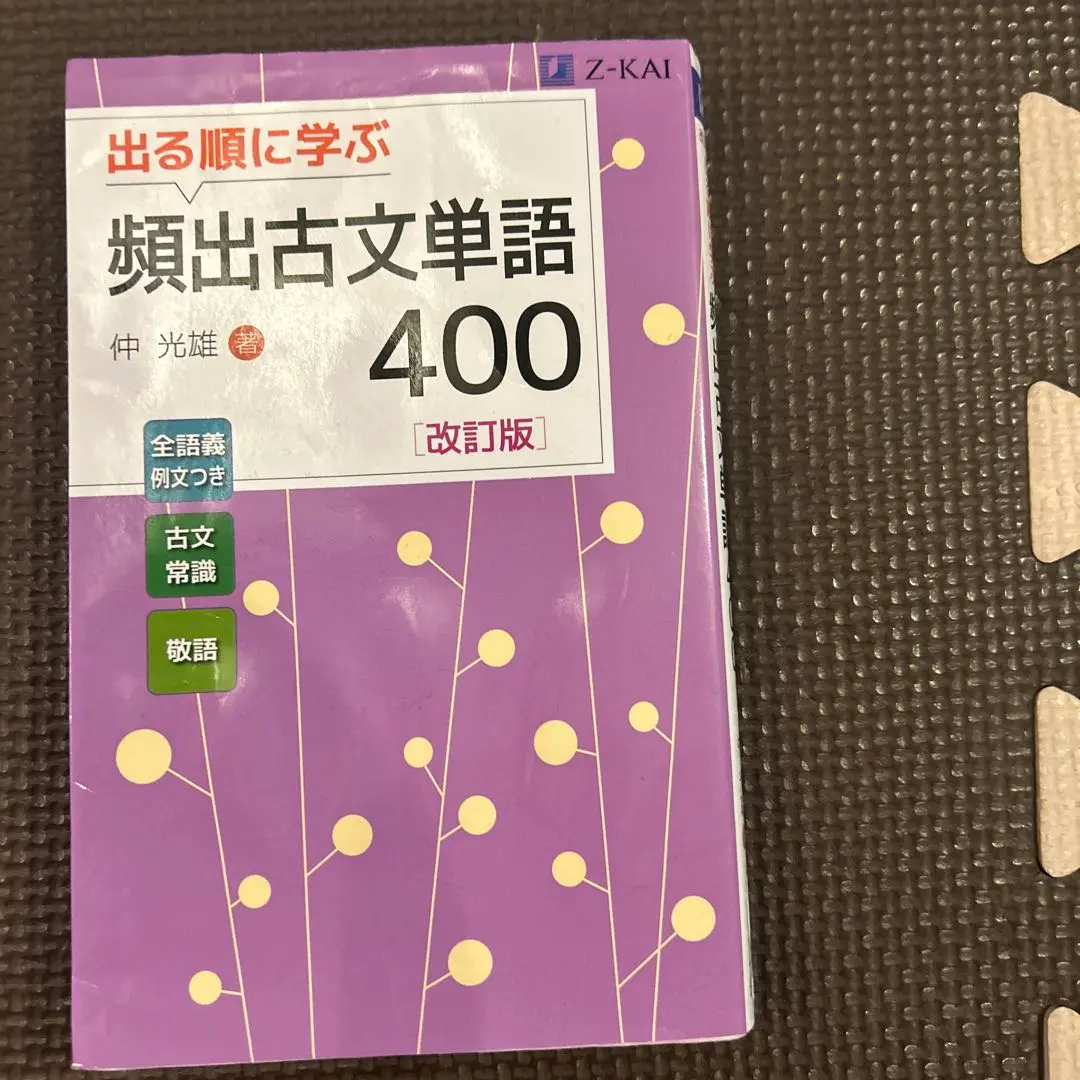 Z-KAI
出る順に学ぶ
頻出古文単語
400
仲 光雄 著
[改訂版]
全語義
例文つき
古文
常識
敬語